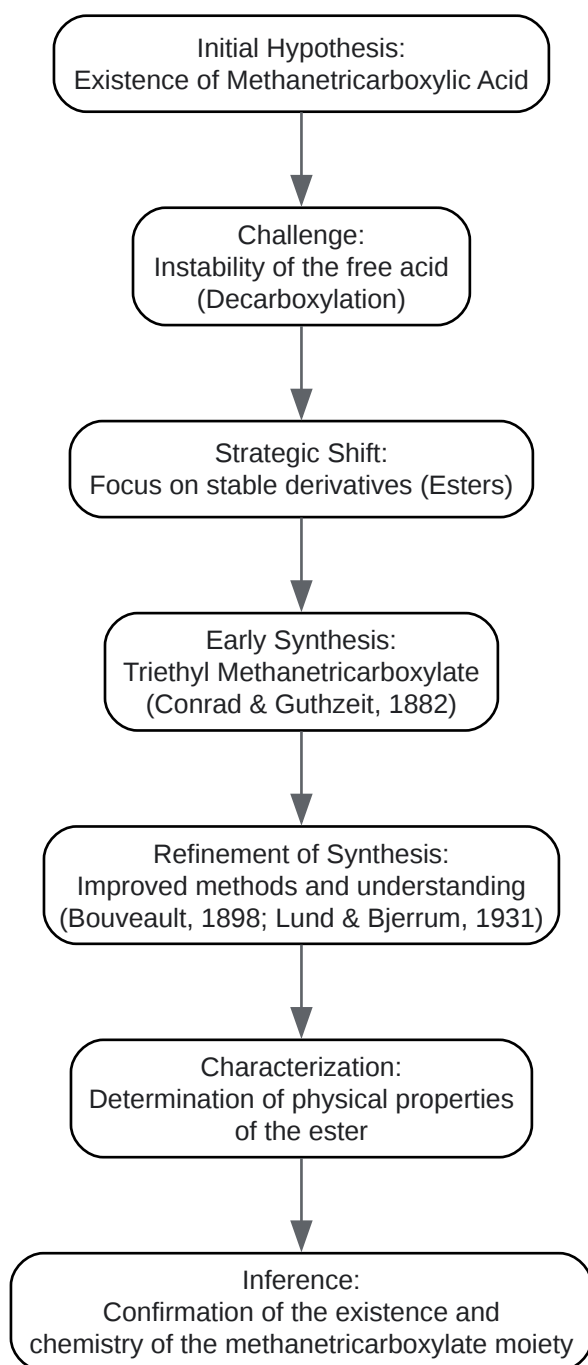 Initial Hypothesis:
Existence of Methanetricarboxylic Acid
Challenge:
Instability of the free acid
(Decarboxylation)
Strategic Shift:
Focus on stable derivatives (Esters)
Early Synthesis:
Triethyl Methanetricarboxylate
(Conrad & Guthzeit, 1882)
Refinement of Synthesis:
Improved methods and understanding
(Bouveault, 1898; Lund & Bjerrum, 1931)
Characterization:
Determination of physical properties
of the ester
Inference:
Confirmation of the existence and
chemistry of the methanetricarboxylate moiety